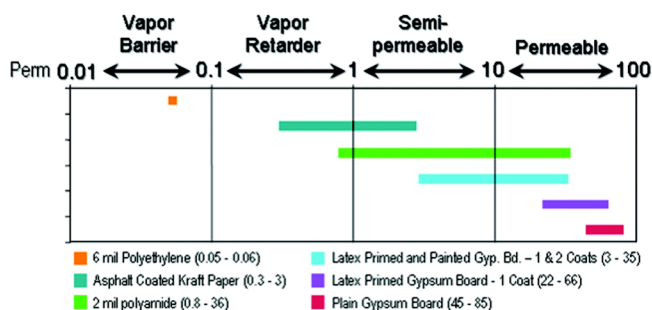 Vapor Barrier
Vapor Retarder
Semi-permeable
Permeable
Perm 0.01 0.1 1 10 100
6 mil Polyethylene (0.05 - 0.06)
Asphalt Coated Kraft Paper (0.3 - 3)
2 mil polyamide (0.8 - 36)
Latex Primed and Painted Gyp. Bd. – 1 & 2 Coats (3 - 35)
Latex Primed Gypsum Board - 1 Coat (22 - 66)
Plain Gypsum Board (45 - 85)